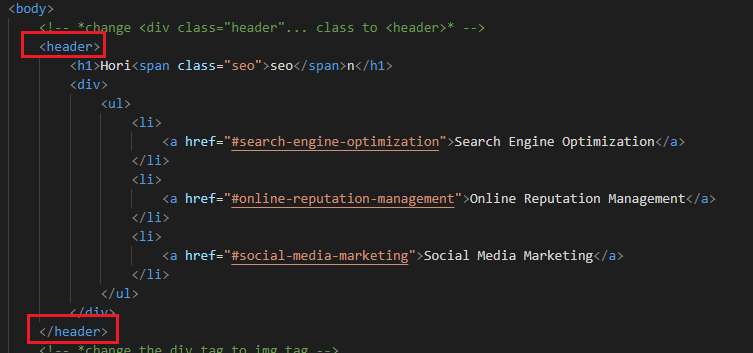 <body>
<!-- *change <div class="header"... class to <header>* -->
<header>
<h1>Hori<span class="seo">seo</span>n</h1>
<div>
<ul>
<li>
<a href="#search-engine-optimization">Search Engine Optimization</a>
</li>
<li>
<a href="#online-reputation-management">Online Reputation Management</a>
</li>
<li>
<a href="#social-media-marketing">Social Media Marketing</a>
</li>
</ul>
</div>
</header>
<!-- *change the div tag to img tag -->